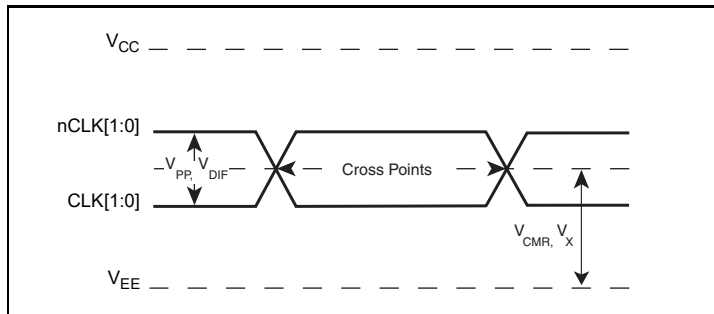 VCC
nCLK[1:0]
VPP, VDIF
Cross Points
CLK[1:0]
VCMR, VX
VEE